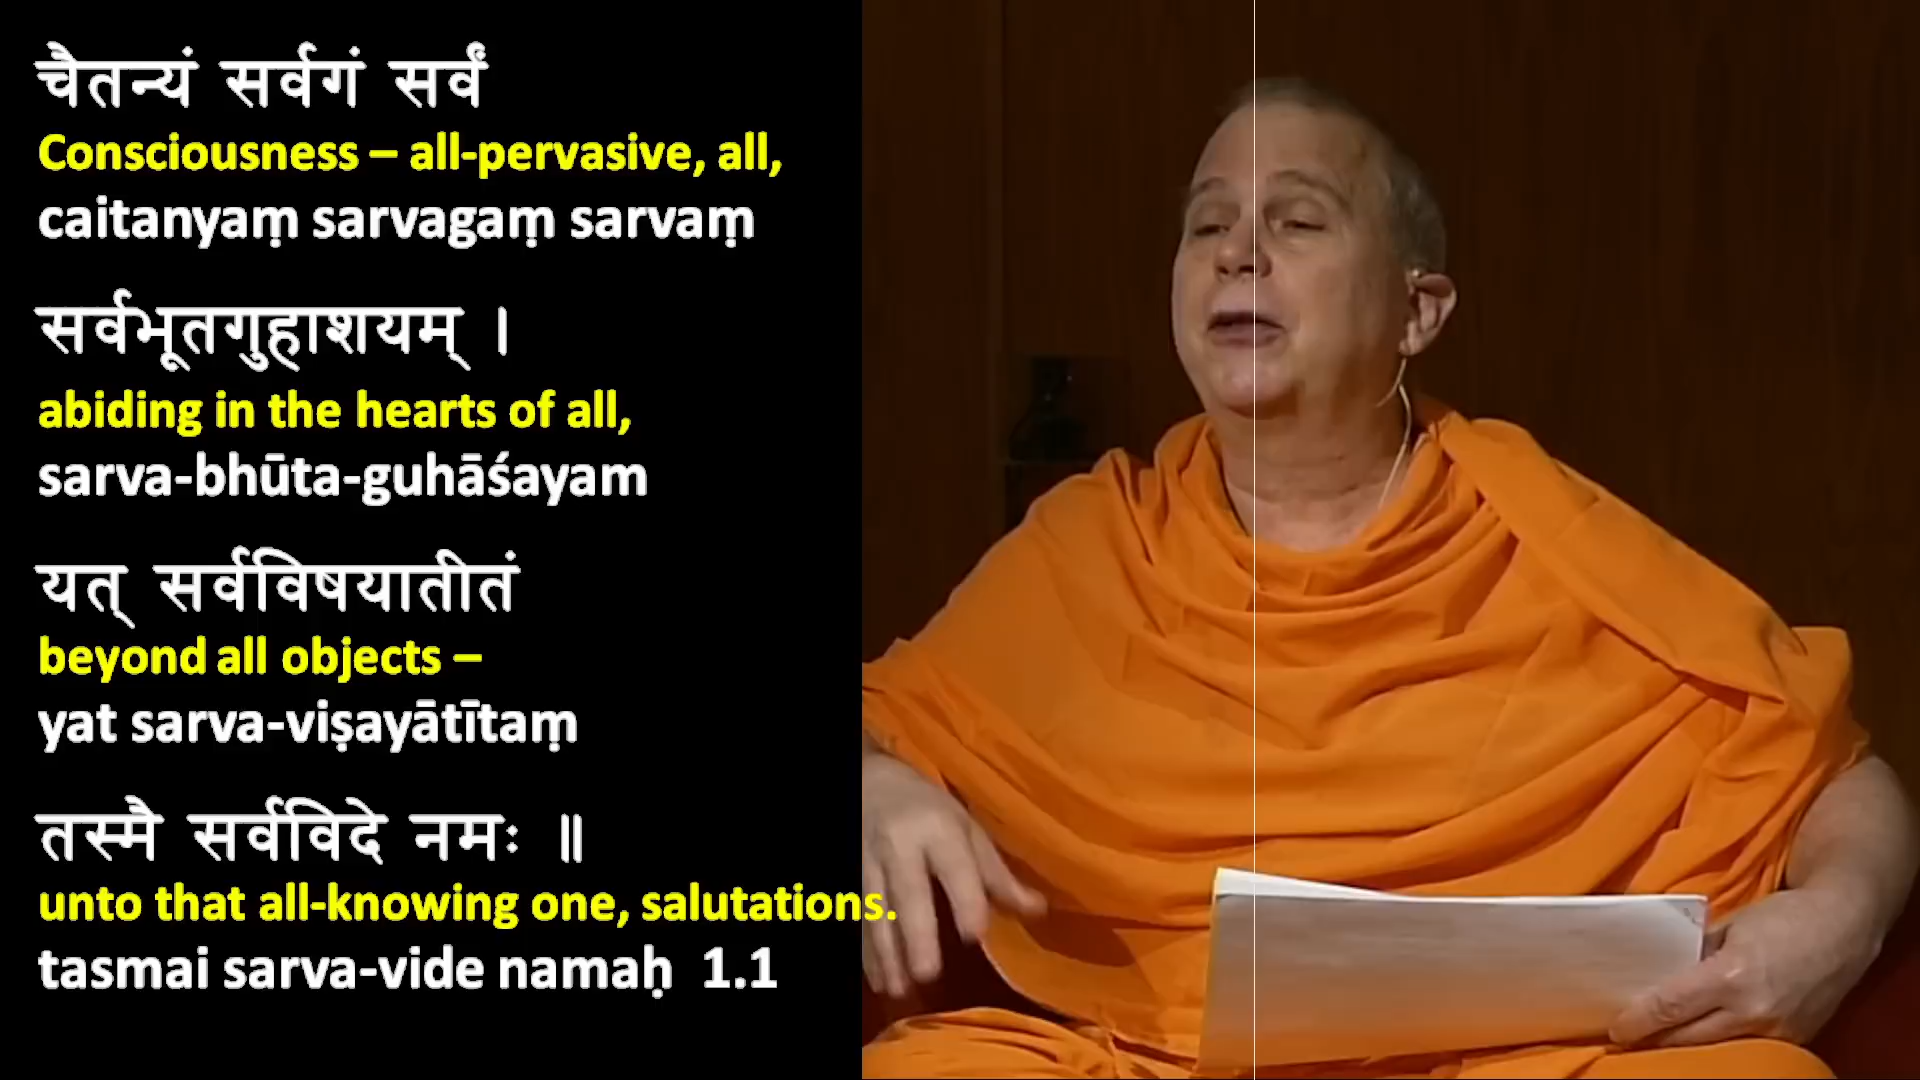 चैतन्यं सर्वगं सर्वं
Consciousness – all-pervasive, all,
caitanyaṃ sarvagaṃ sarvaṃ
सर्वभूतगुहाशयम् ।
abiding in the hearts of all,
sarva-bhūta-guhāśayam
यत् सर्वविषयातीतं
beyond all objects –
yat sarva-viṣayātītaṃ
तस्मै सर्वविदे नमः ॥
unto that all-knowing one, salutations.
tasmai sarva-vide namaḥ 1.1